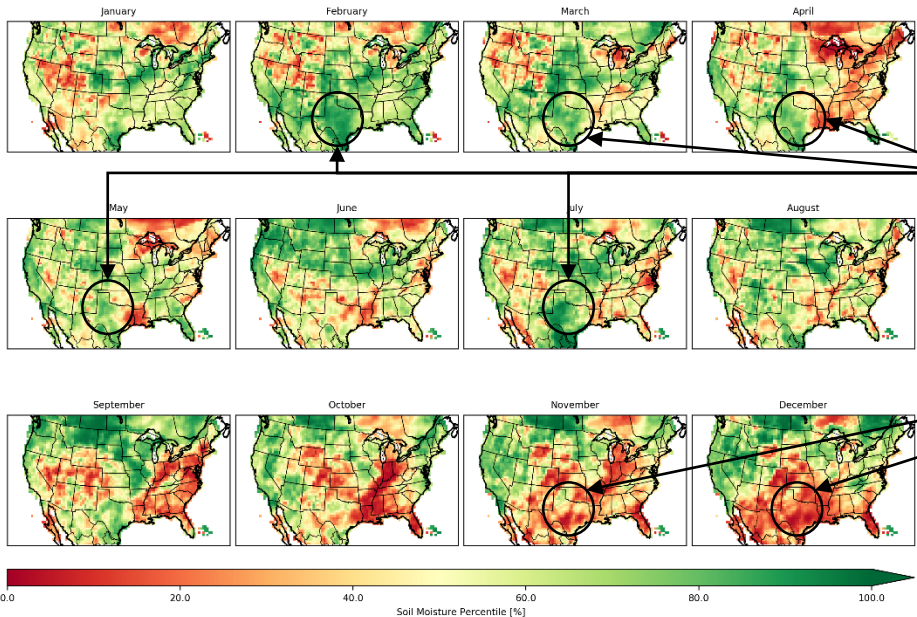 January February March April
May June July August
September October November December
0.0 20.0 40.0 60.0 80.0 100.0
Soil Moisture Percentile [%]